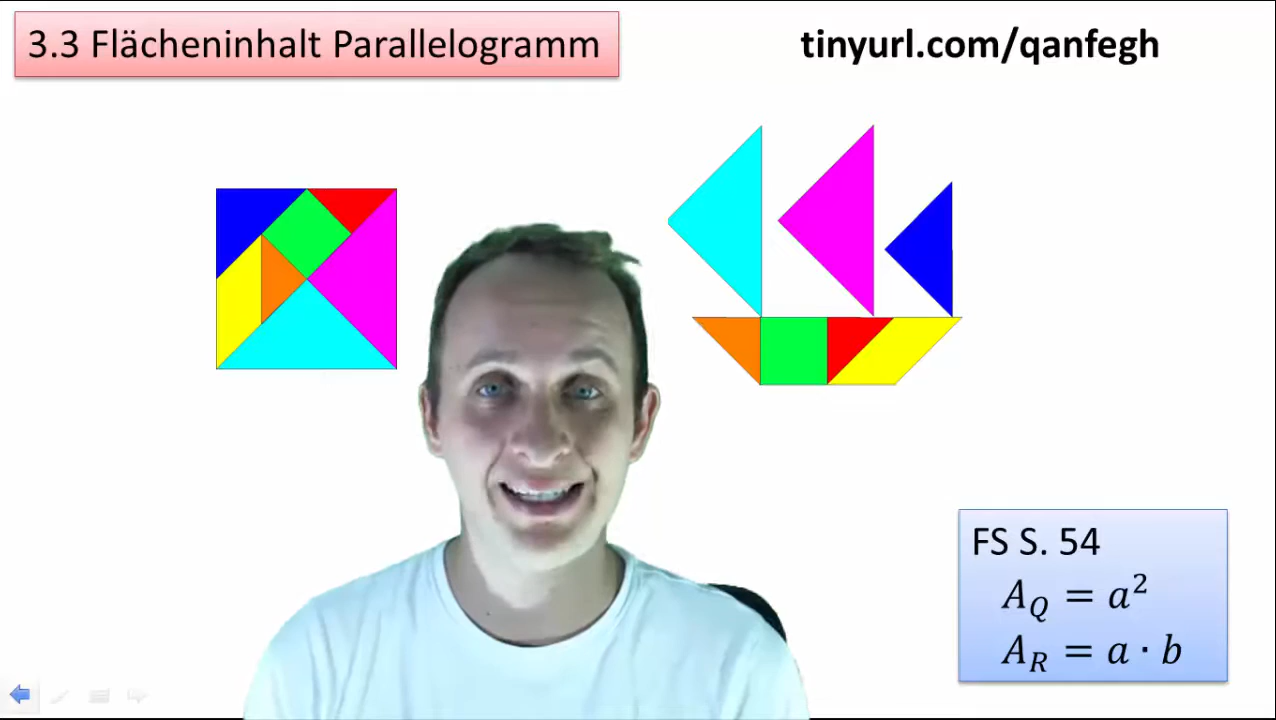 3.3 Flächeninhalt Parallelogramm
tinyurl.com/qanfegh
FS S. 54
A_Q = a²
A_R = a · b